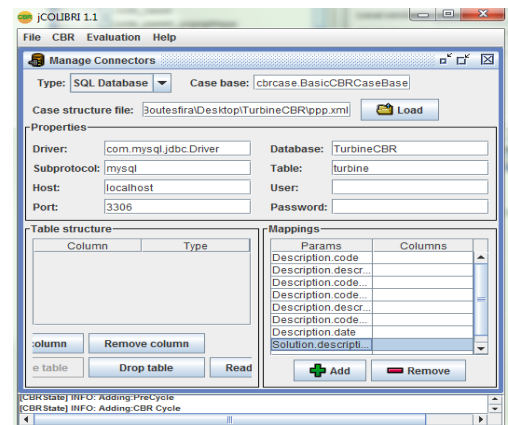 jCOLIBRI 1.1
File CBR Evaluation Help
Manage Connectors
Type: SQL Database Case base: cbrcase.BasicCBRCaseBase
Case structure file: Boutesfira\Desktop\TurbineCBR\ppp.xml Load
Properties
Driver: com.mysql.jdbc.Driver Database: TurbineCBR
Subprotocol: mysql Table: turbine
Host: localhost User:
Port: 3306 Password:
Table structure Mappings
Column Type Params Columns
Description.code
Description.descr...
Description.code...
Description.descr...
Description.code...
Description.date
Solution.descripti...
:olumn Remove column
e table Drop table Read
Add Remove
[CBRState] INFO: Adding:PreCycle
[CBRState] INFO: Adding:CBR Cycle